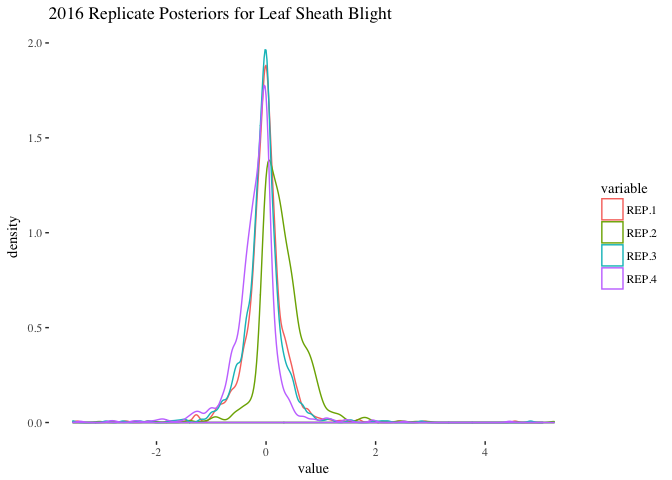 2016 Replicate Posteriors for Leaf Sheath Blight
2.0
1.5
1.0
0.5
0.0
density
-2
0
2
4
value
variable
REP.1
REP.2
REP.3
REP.4